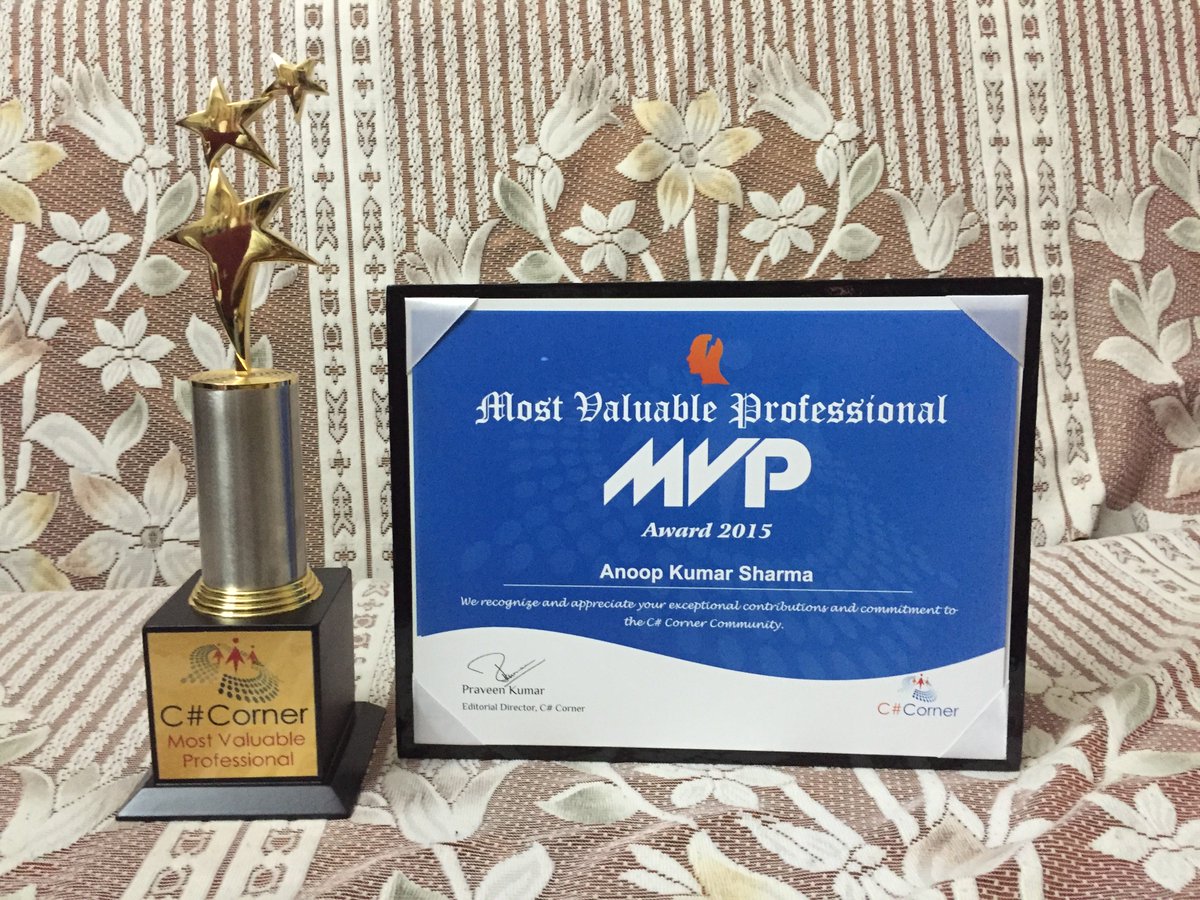 C#Corner
Most Valuable
Professional
Most Valuable Professional
MVP
Award 2015
Anoop Kumar Sharma
We recognize and appreciate your exceptional contributions and commitment to
the C# Corner Community.
Praveen Kumar
Editorial Director, C# Corner
C#Corner